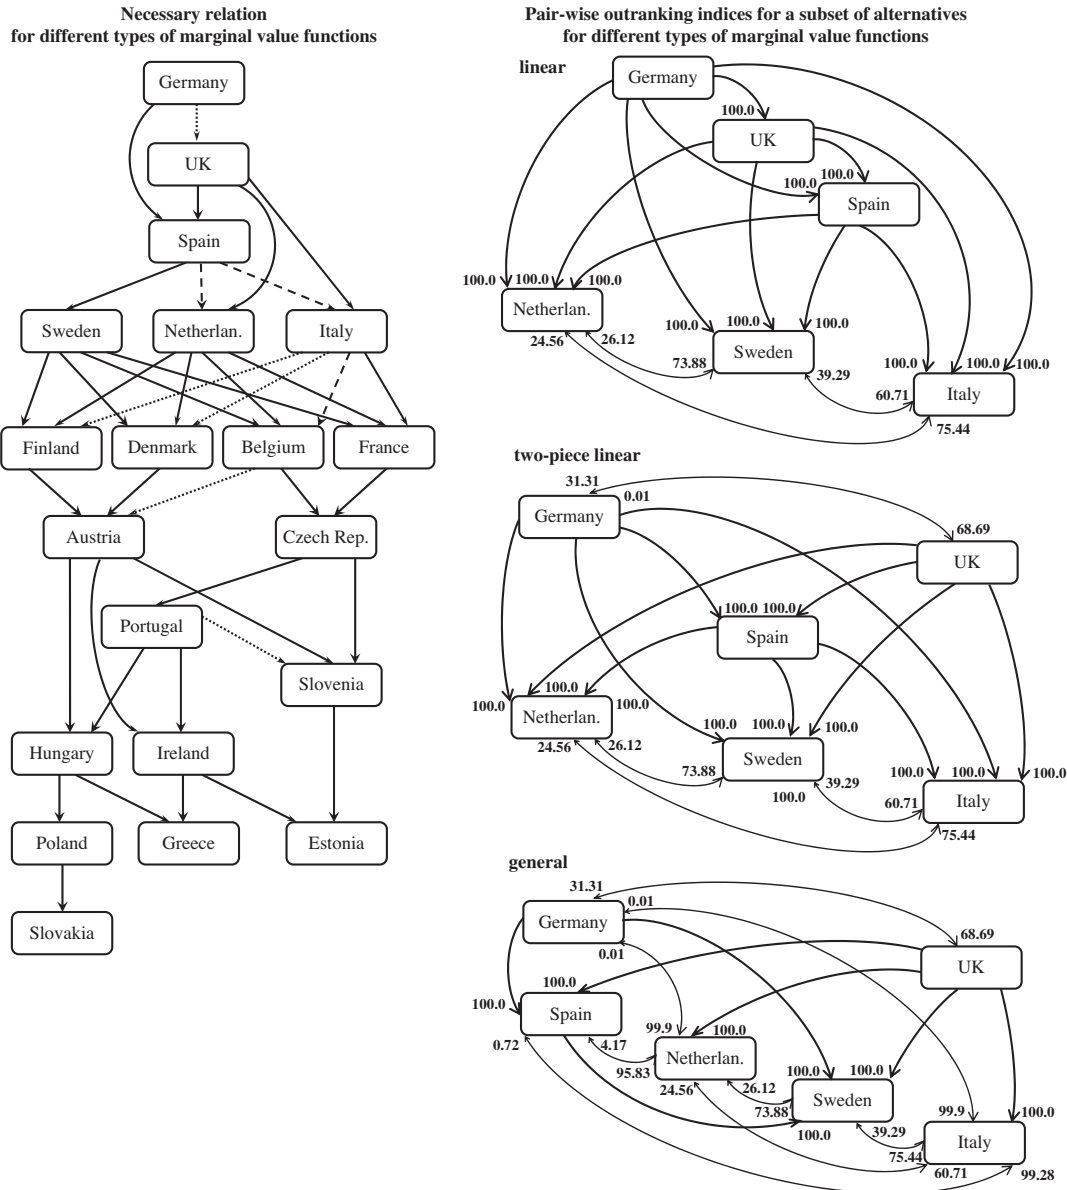 Necessary relation
for different types of marginal value functions
Germany
UK
Spain
Sweden Netherlan. Italy
Finland Denmark Belgium France
Austria Czech Rep.
Portugal
Slovenia
Hungary Ireland
Poland Greece Estonia
Slovakia
Pair-wise outranking indices for a subset of alternatives
for different types of marginal value functions
linear
Germany
100.0
UK
100.0
100.0
Spain
100.0 100.0 100.0
Netherlan.
24.56 26.12
100.0 100.0 100.0
Sweden
73.88
39.29
100.0 100.0 100.0
60.71
Italy
75.44
two-piece linear
31.31
0.01
Germany
68.69
UK
100.0 100.0
Spain
100.0
100.0 100.0
Netherlan.
24.56 26.12
100.0 100.0 100.0
Sweden
73.88
100.0 39.29
100.0 100.0 100.0
60.71
Italy
75.44
general
31.31
0.01
Germany
0.01
68.69
UK
100.0
100.0
Spain
0.72 4.17
99.9 100.0
95.83
Netherlan.
24.56 26.12
100.0 100.0
73.88
Sweden
100.0 39.29
99.9 100.0
75.44
Italy
60.71 99.28